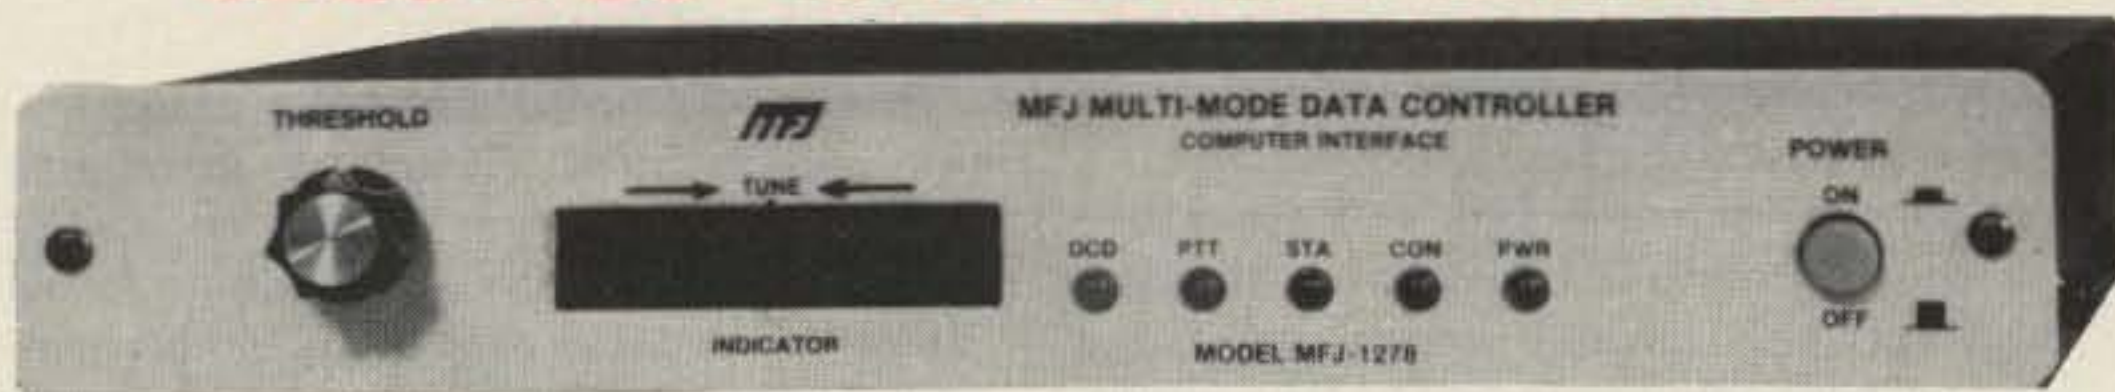 THRESHOLD
MFJ
TUNE
INDICATOR
MFJ MULTI-MODE DATA CONTROLLER
COMPUTER INTERFACE
DCD PTT STA CON PWR
MODEL MFJ-1278
POWER
ON
OFF